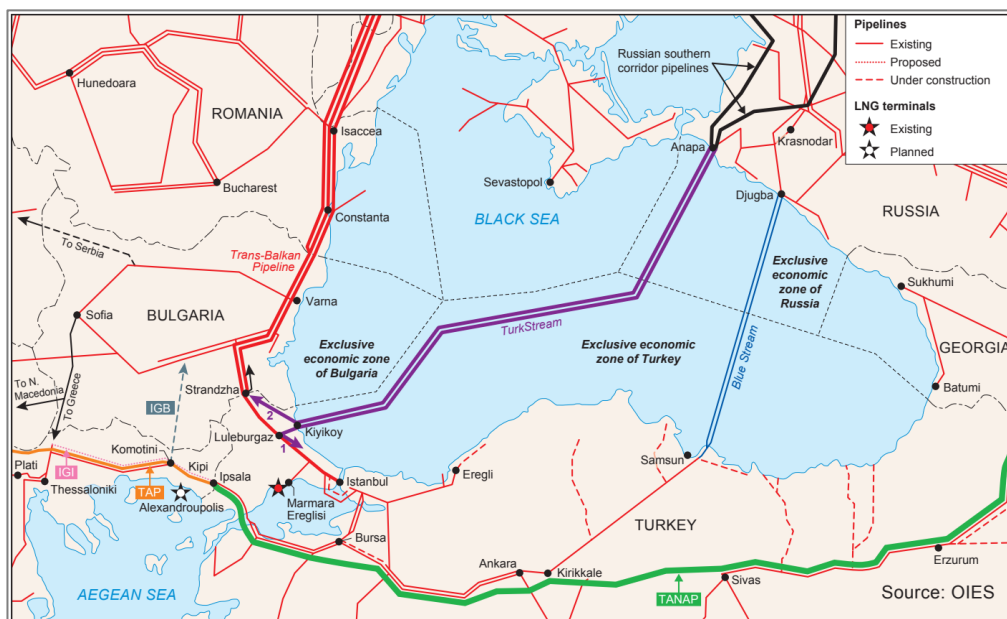 Pipelines
Existing
Proposed
Under construction
LNG terminals
Existing
Planned
Russian southern
corridor pipelines
Hunedoara
ROMANIA
Isaccea
Anapa
Krasnodar
Bucharest
Sevastopol
Djugba
Constanta
BLACK SEA
RUSSIA
To Serbia
Trans-Balkan
Pipeline
Exclusive
economic
zone of
Russia
Sukhumi
Varna
Sofia
BULGARIA
TurkStream
Exclusive
economic zone
of Bulgaria
Exclusive economic
zone of Turkey
Blue Stream
GEORGIA
To N.
Macedonia
To Greece
Strandzha
Batumi
IGB
2
Kiyikoy
Luleburgaz
1
Komotini
Plati
IGI
Kipi
Samsun
Eregli
Thessaloniki
TAP
Ipsala
Istanbul
Alexandroupolis
Marmara
Ereglisi
TURKEY
Bursa
Erzurum
Ankara
Kirikkale
Sivas
AEGEAN SEA
TANAP
Source: OIES